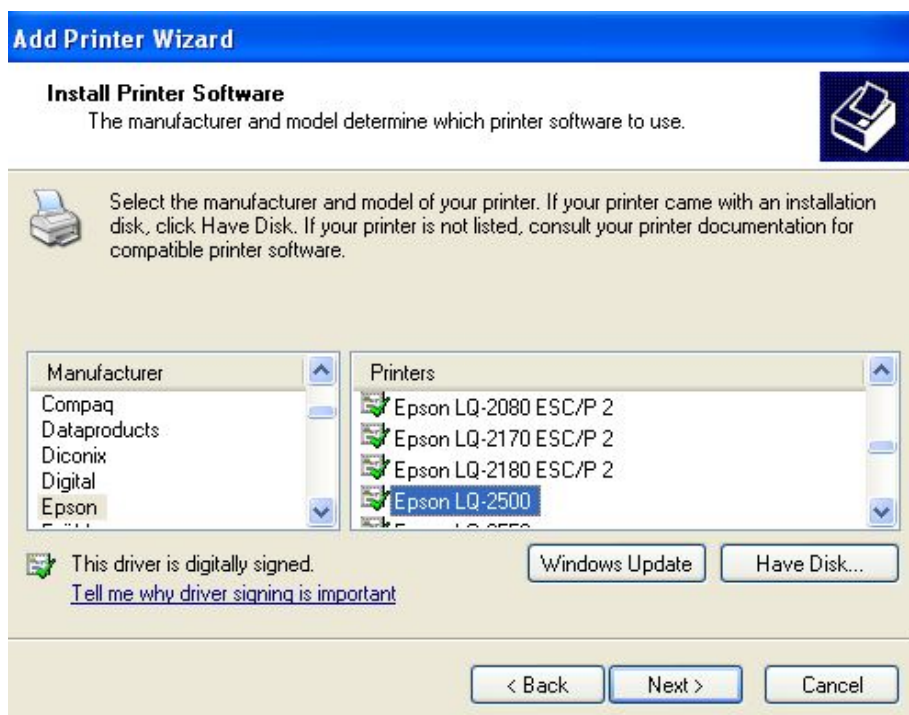 Add Printer Wizard
Install Printer Software
The manufacturer and model determine which printer software to use.
Select the manufacturer and model of your printer. If your printer came with an installation
disk, click Have Disk. If your printer is not listed, consult your printer documentation for
compatible printer software.
Manufacturer
Compaq
Dataproducts
Diconix
Digital
Epson
Printers
Epson LQ-2080 ESC/P 2
Epson LQ-2170 ESC/P 2
Epson LQ-2180 ESC/P 2
Epson LQ-2500
This driver is digitally signed.
Tell me why driver signing is important
Windows Update
Have Disk...
< Back
Next >
Cancel